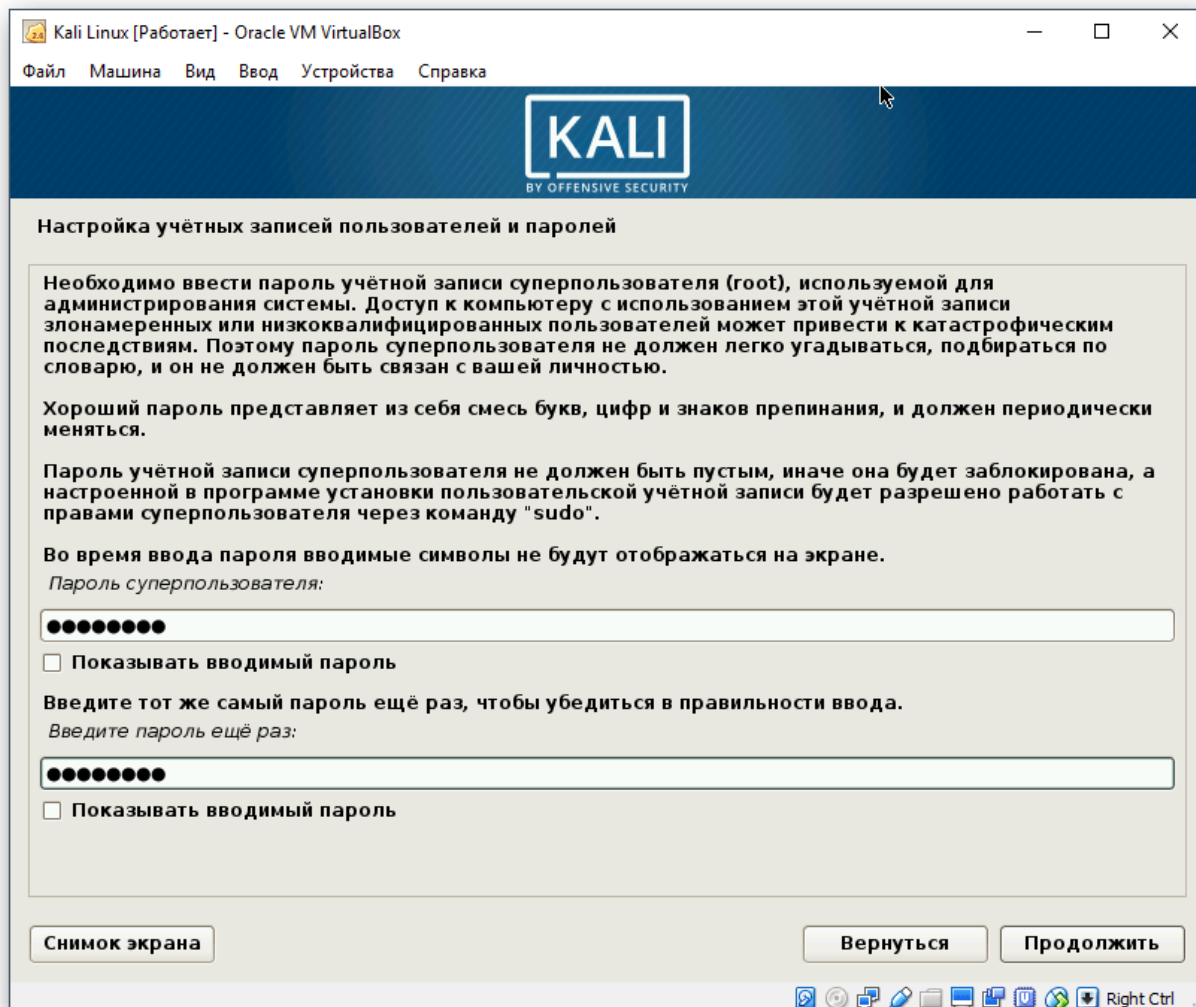 Kali Linux [Работает] - Oracle VM VirtualBox
Файл Машина Вид Ввод Устройства Справка
KALI
BY OFFENSIVE SECURITY
Настройка учётных записей пользователей и паролей
Необходимо ввести пароль учётной записи суперпользователя (root), используемой для
администрирования системы. Доступ к компьютеру с использованием этой учётной записи
злонамеренных или низкоквалифицированных пользователей может привести к катастрофическим
последствиям. Поэтому пароль суперпользователя не должен легко угадываться, подбираться по
словарю, и он не должен быть связан с вашей личностью.
Хороший пароль представляет из себя смесь букв, цифр и знаков препинания, и должен периодически
меняться.
Пароль учётной записи суперпользователя не должен быть пустым, иначе она будет заблокирована, а
настроенной в программе установки пользовательской учётной записи будет разрешено работать с
правами суперпользователя через команду "sudo".
Во время ввода пароля вводимые символы не будут отображаться на экране.
Пароль суперпользователя:
●●●●●●●●
Показывать вводимый пароль
Введите тот же самый пароль ещё раз, чтобы убедиться в правильности ввода.
Введите пароль ещё раз:
●●●●●●●●
Показывать вводимый пароль
Снимок экрана Вернуться Продолжить
Right Ctrl